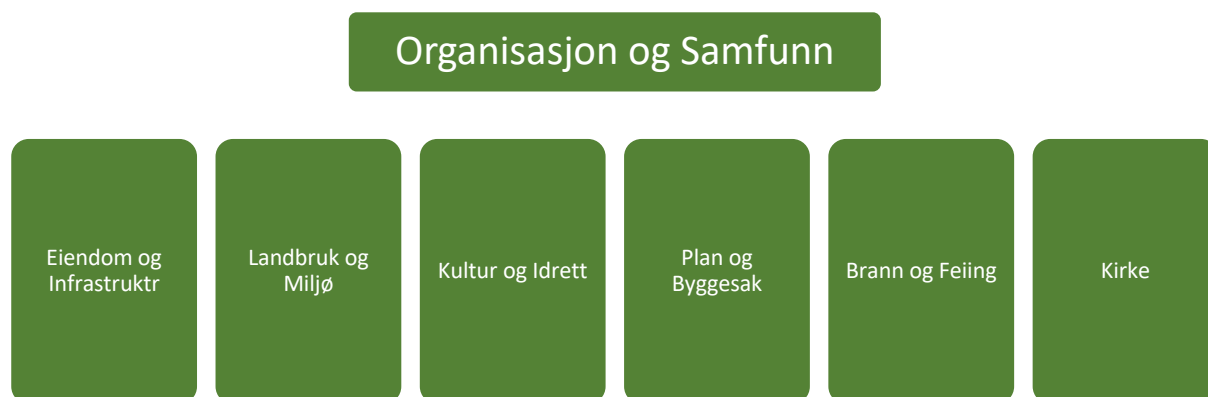 Organisasjon og Samfunn
Eiendom og
Infrastruktr
Landbruk og
Miljø
Kultur og Idrett
Plan og
Byggesak
Brann og Feiing
Kirke